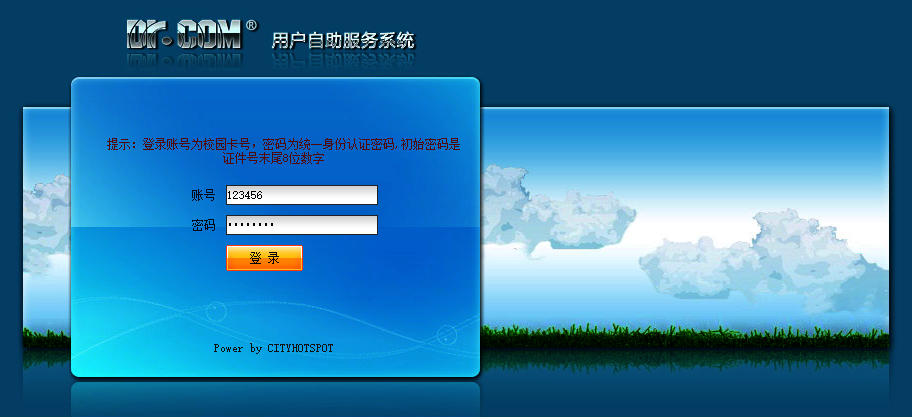 Dr.COM® 用户自助服务系统
提示：登录账号为校园卡号，密码为统一身份认证密码,初始密码是
证件号末尾8位数字
账号 123456
密码 ••••••••
登 录
Power by CITYHOTSPOT